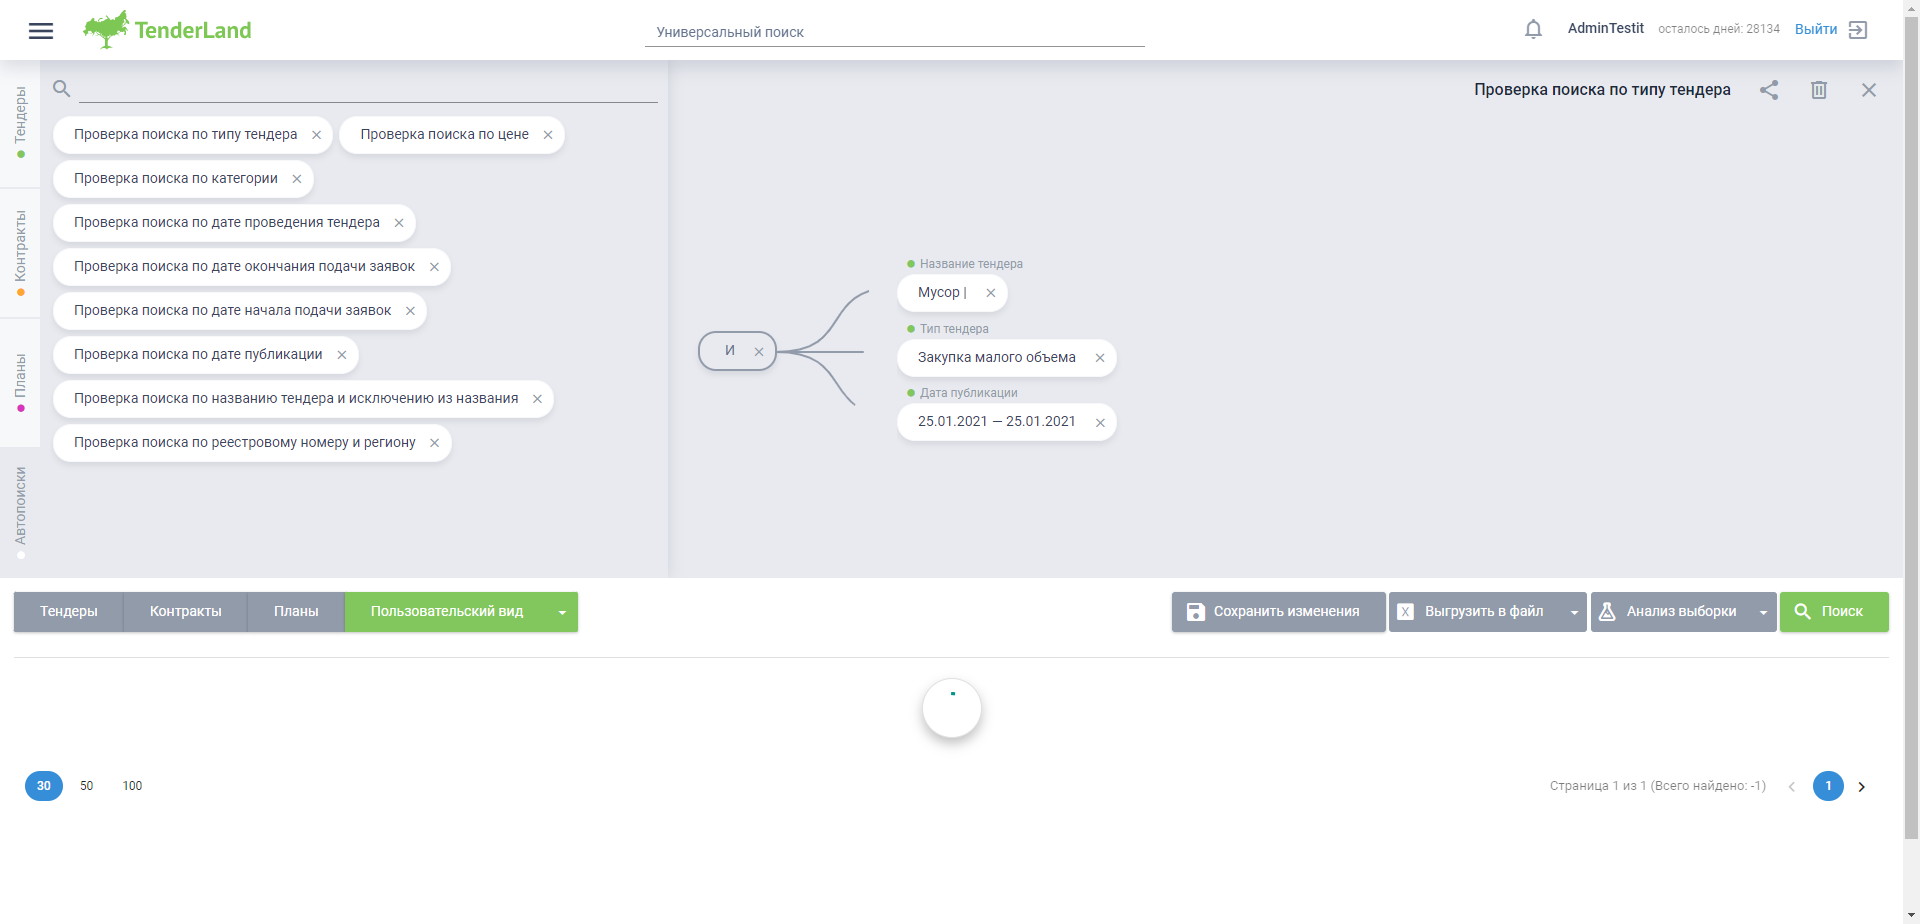 TenderLand
Универсальный поиск
AdminTestit
осталось дней: 28134
Выйти
Тендеры
Контракты
Планы
Автопоиски
Проверка поиска по типу тендера
Проверка поиска по цене
Проверка поиска по категории
Проверка поиска по дате проведения тендера
Проверка поиска по дате окончания подачи заявок
Проверка поиска по дате начала подачи заявок
Проверка поиска по дате публикации
Проверка поиска по названию тендера и исключению из названия
Проверка поиска по реестровому номеру и региону
Проверка поиска по типу тендера
И
Название тендера
Мусор |
Тип тендера
Закупка малого объема
Дата публикации
25.01.2021 — 25.01.2021
Тендеры
Контракты
Планы
Пользовательский вид
Сохранить изменения
X Выгрузить в файл
Анализ выборки
Поиск
30 50 100
Страница 1 из 1 (Всего найдено: -1)
1